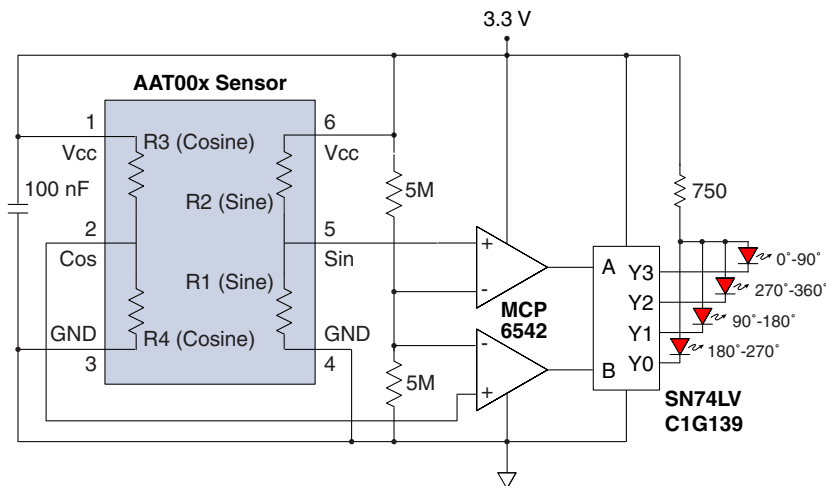 3.3 V
AAT00x Sensor
1
Vcc
R3 (Cosine)
6
Vcc
100 nF
5M
750
R2 (Sine)
2
Cos
5
Sin
+
-
A
Y3
0°-90°
R1 (Sine)
Y2
270°-360°
MCP
6542
Y1
90°-180°
GND
3
R4 (Cosine)
GND
4
-
+
5M
B
Y0
180°-270°
SN74LV
C1G139